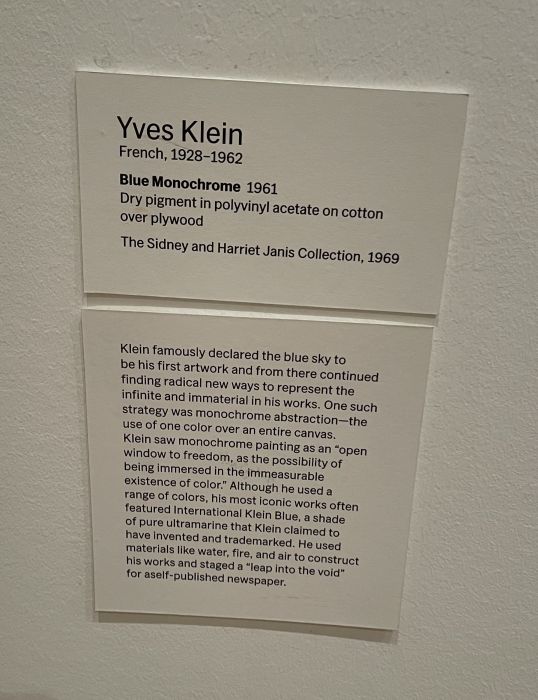 Yves Klein
French, 1928–1962
Blue Monochrome 1961
Dry pigment in polyvinyl acetate on cotton
over plywood
The Sidney and Harriet Janis Collection, 1969
Klein famously declared the blue sky to
be his first artwork and from there continued
finding radical new ways to represent the
infinite and immaterial in his works. One such
strategy was monochrome abstraction—the
use of one color over an entire canvas.
Klein saw monochrome painting as an “open
window to freedom, as the possibility of
being immersed in the immeasurable
existence of color.” Although he used a
range of colors, his most iconic works often
featured International Klein Blue, a shade
of pure ultramarine that Klein claimed to
have invented and trademarked. He used
materials like water, fire, and air to construct
his works and staged a “leap into the void”
for aself-published newspaper.